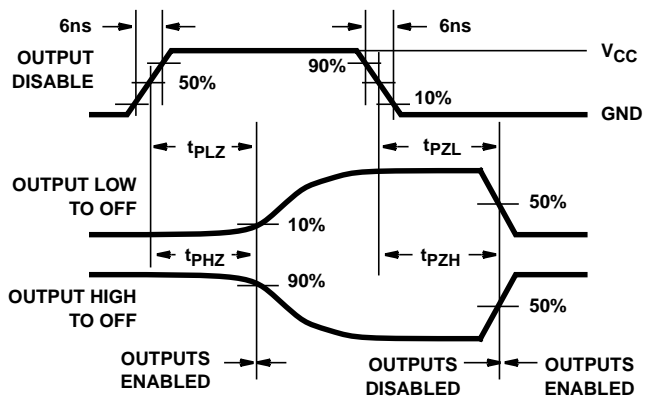 6ns
6ns
OUTPUT
DISABLE
50%
90%
10%
VCC
GND
tPLZ
tPZL
OUTPUT LOW
TO OFF
10%
50%
tPHZ
tPZH
OUTPUT HIGH
TO OFF
90%
50%
OUTPUTS
ENABLED
OUTPUTS
DISABLED
OUTPUTS
ENABLED